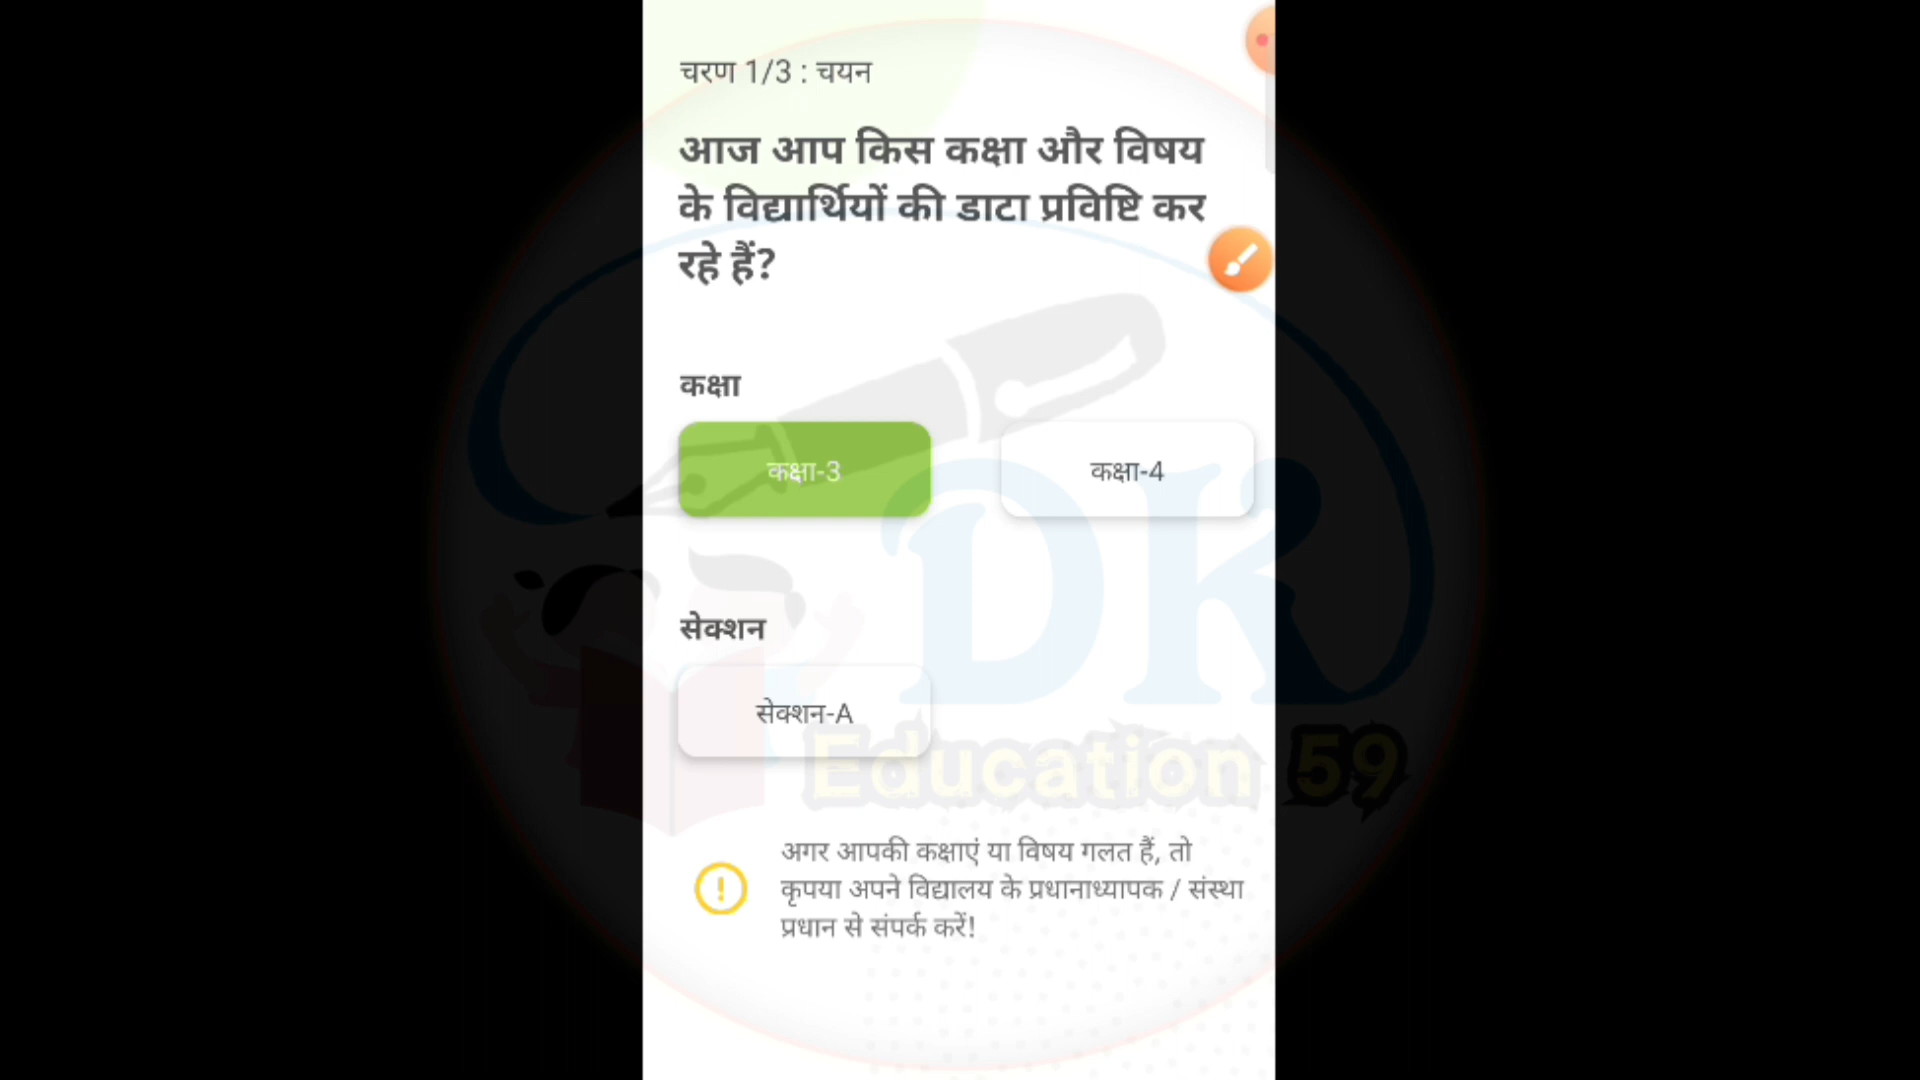 चरण 1/3 : चयन
आज आप किस कक्षा और विषय
के विद्यार्थियों की डाटा प्रविष्टि कर
रहे हैं?
कक्षा
कक्षा-3
कक्षा-4
सेक्शन
सेक्शन-A
DK
Education 59
अगर आपकी कक्षाएं या विषय गलत हैं, तो
कृपया अपने विद्यालय के प्रधानाध्यापक / संस्था
प्रधान से संपर्क करें!